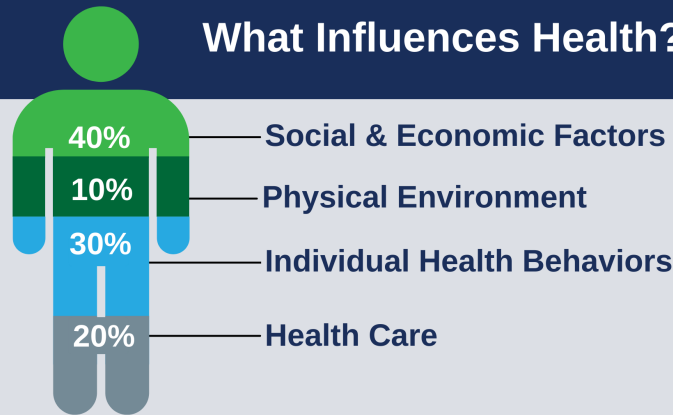 What Influences Health?
40% Social & Economic Factors
10% Physical Environment
30% Individual Health Behaviors
20% Health Care